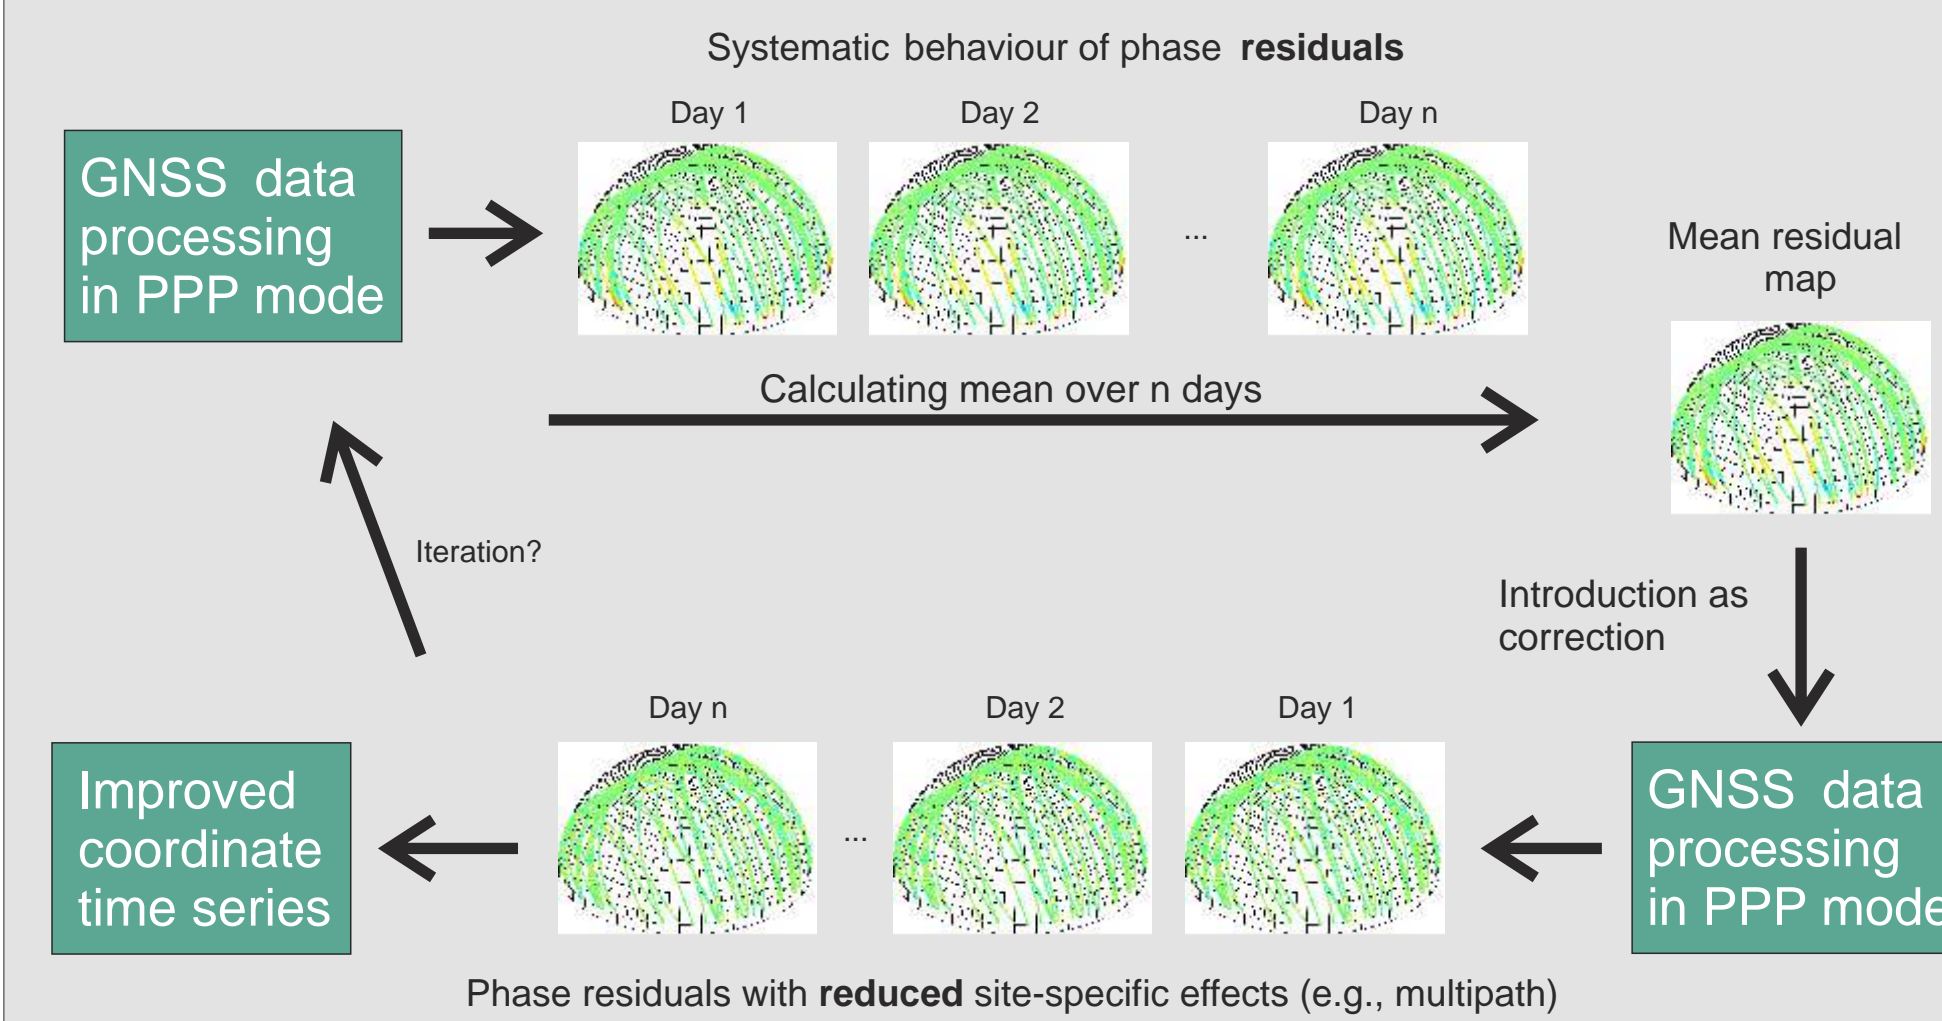 Systematic behaviour of phase residuals
Day 1
Day 2
Day n
GNSS data
processing
in PPP mode
...
Mean residual
map
Calculating mean over n days
Iteration?
Introduction as
correction
Day n
Day 2
Day 1
Improved
coordinate
time series
...
GNSS data
processing
in PPP mode
Phase residuals with reduced site-specific effects (e.g., multipath)